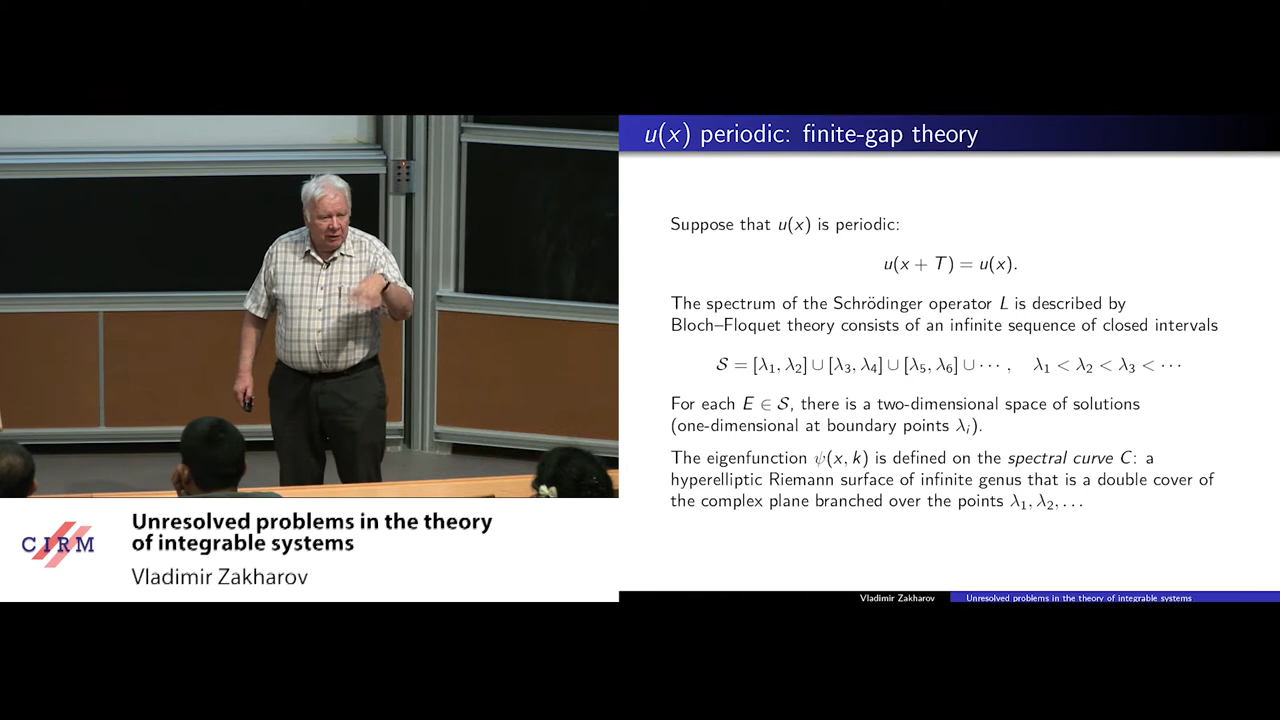 u(x) periodic: finite-gap theory
Suppose that u(x) is periodic:
u(x + T) = u(x).
The spectrum of the Schrödinger operator L is described by
Bloch–Floquet theory consists of an infinite sequence of closed intervals
S = [λ₁, λ₂] ∪ [λ₃, λ₄] ∪ [λ₅, λ₆] ∪ ⋯ , λ₁ < λ₂ < λ₃ < ⋯
For each E ∈ S, there is a two-dimensional space of solutions
(one-dimensional at boundary points λᵢ).
The eigenfunction ψ(x, k) is defined on the spectral curve C: a
hyperelliptic Riemann surface of infinite genus that is a double cover of
the complex plane branched over the points λ₁, λ₂, . . .
Vladimir Zakharov
Unresolved problems in the theory of integrable systems
CIRM
Unresolved problems in the theory
of integrable systems
Vladimir Zakharov